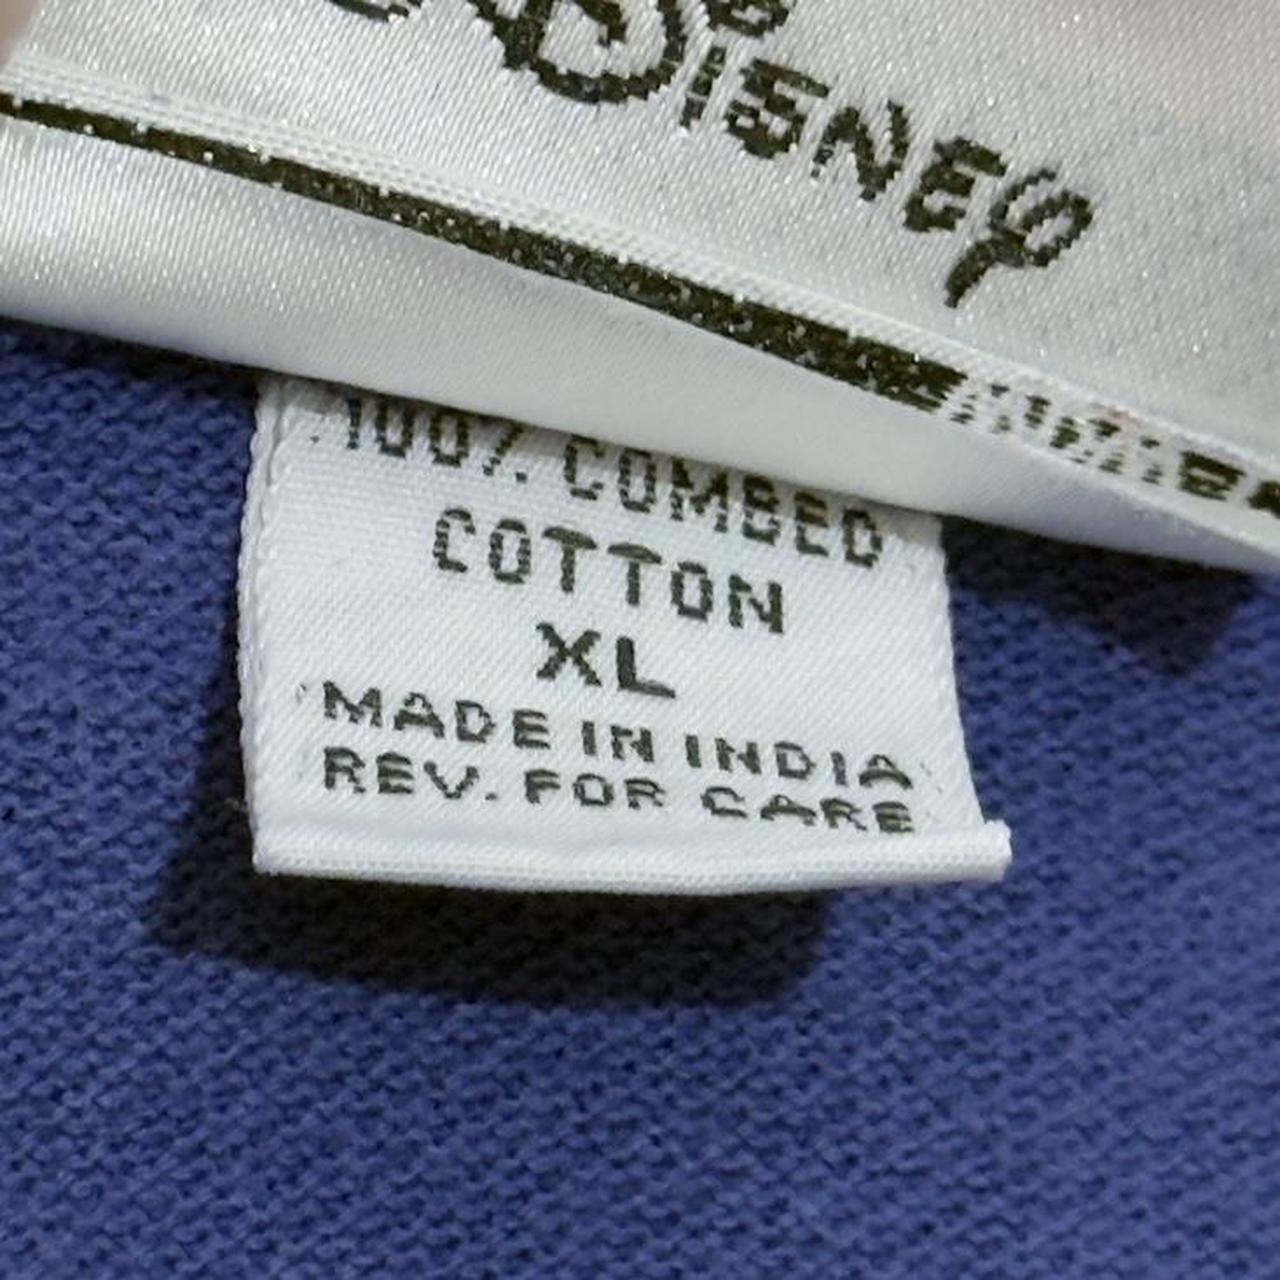 DISNEY
100% COMBED
COTTON
XL
MADE IN INDIA
REV. FOR CARE